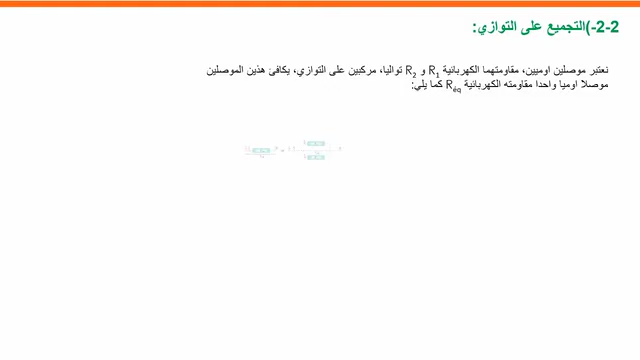 2-2-)التجميع على التوازي:
نعتبر موصلين اوميين، مقاومتهما الكهربائية R1 و R2 تواليا، مركبين على التوازي، يكافئ هذين الموصلين
موصلا اوميا واحدا مقاومته الكهربائية Réq كما يلي: